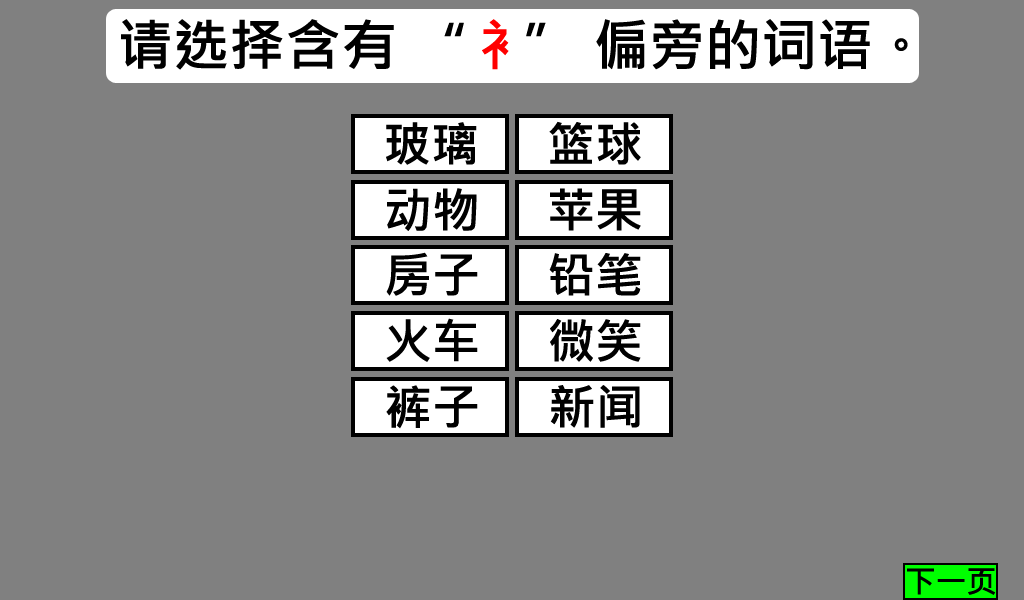 请选择含有 “衤” 偏旁的词语。
玻璃 篮球
动物 苹果
房子 铅笔
火车 微笑
裤子 新闻
下一页